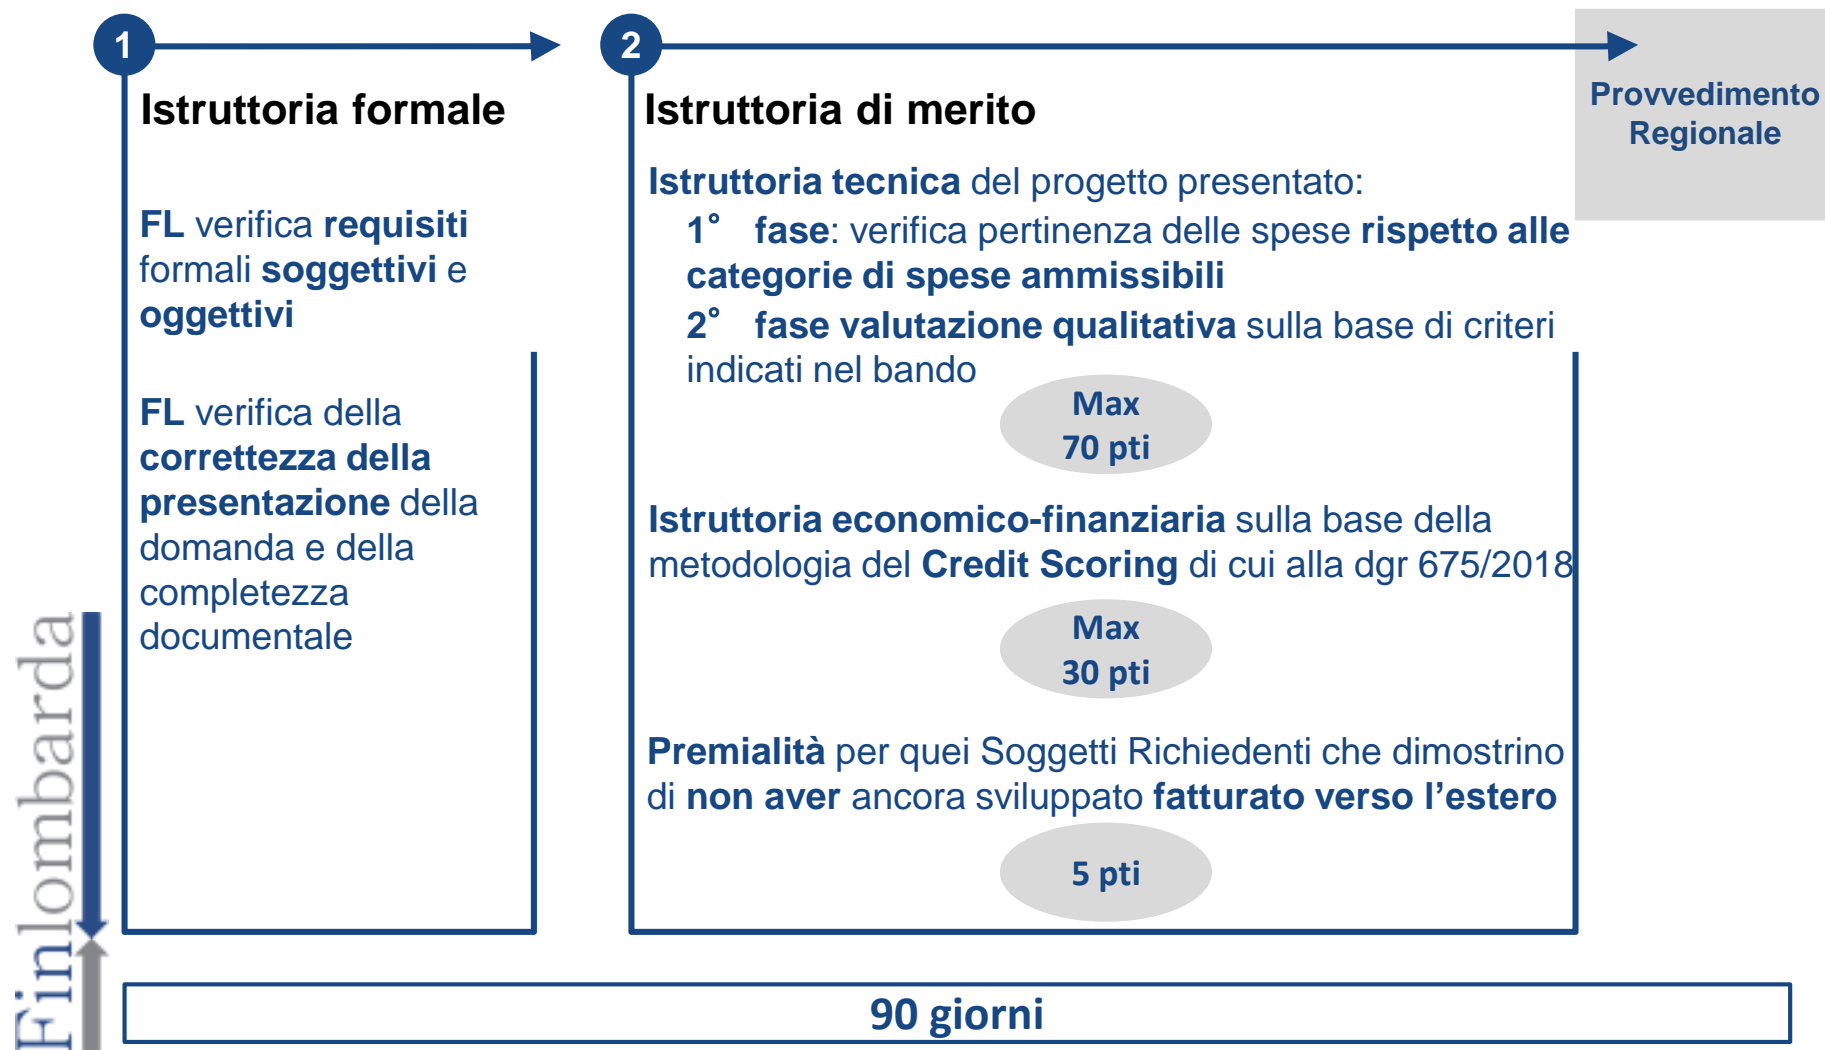 1
Istruttoria formale
FL verifica requisiti
formali soggettivi e
oggettivi
FL verifica della
correttezza della
presentazione della
domanda e della
completezza
documentale
2
Istruttoria di merito
Istruttoria tecnica del progetto presentato:
1° fase: verifica pertinenza delle spese rispetto alle
categorie di spese ammissibili
2° fase valutazione qualitativa sulla base di criteri
indicati nel bando
Max
70 pti
Istruttoria economico-finanziaria sulla base della
metodologia del Credit Scoring di cui alla dgr 675/2018
Max
30 pti
Premialità per quei Soggetti Richiedenti che dimostrino
di non aver ancora sviluppato fatturato verso l'estero
5 pti
Provvedimento
Regionale
90 giorni
Finlombarda